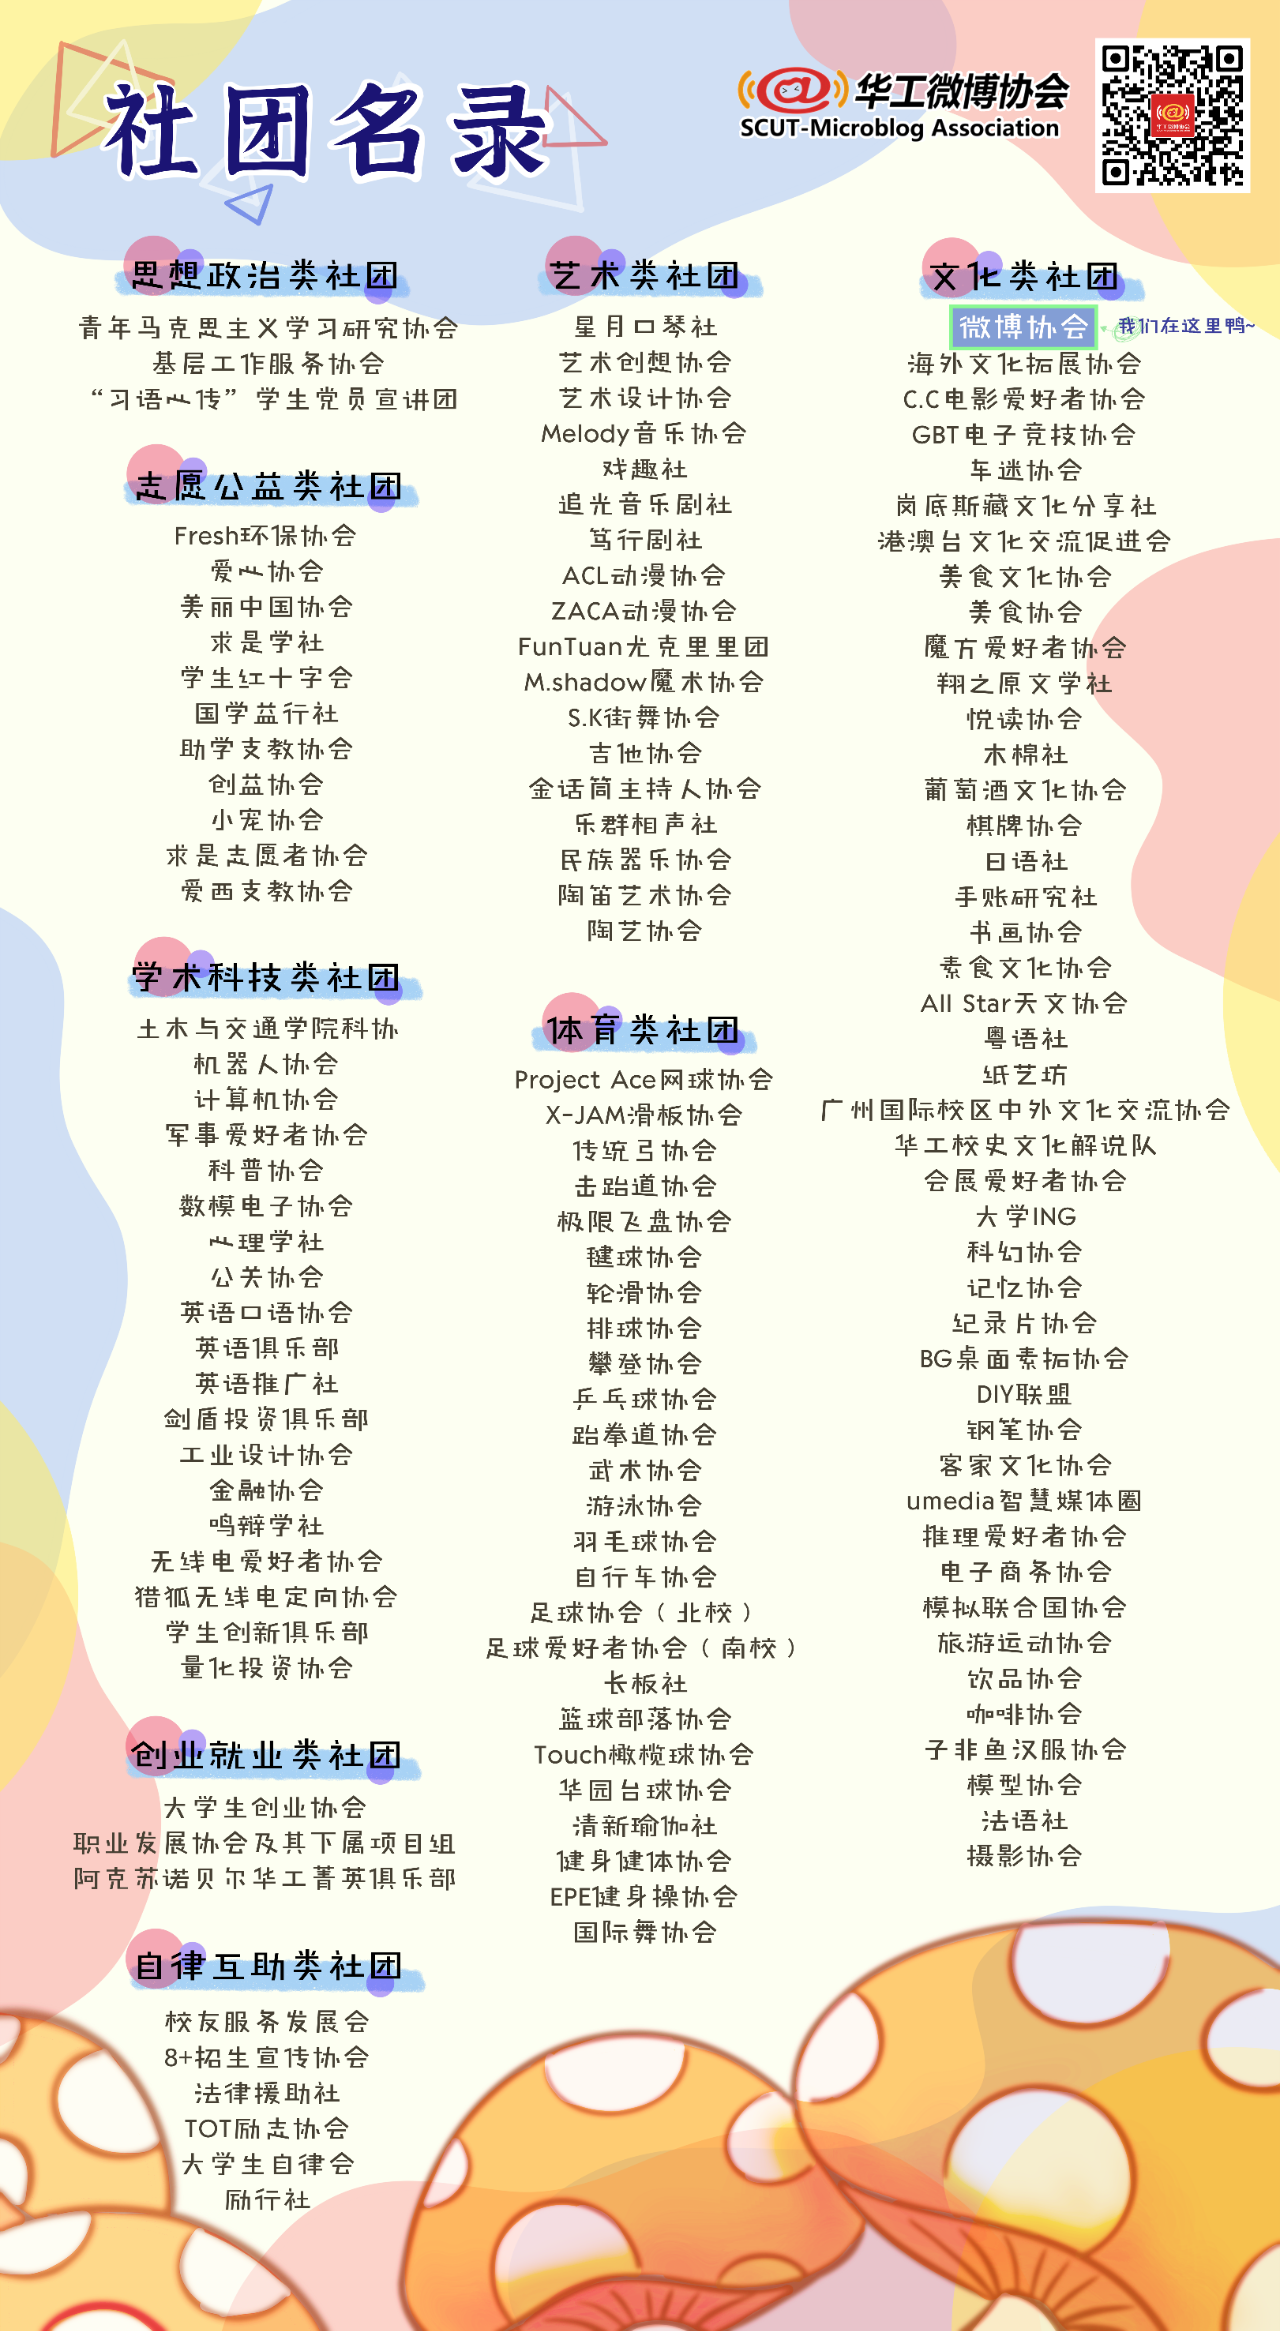 社团名录
华工微博协会
SCUT-Microblog Association
思想政治类社团
青年马克思主义学习研究协会
基层工作服务协会
“习语心传”学生党员宣讲团
志愿公益类社团
Fresh环保协会
爱心协会
美丽中国协会
求是学社
学生红十字会
国学益行社
助学支教协会
创益协会
小宠协会
求是志愿者协会
爱西支教协会
学术科技类社团
土木与交通学院科协
机器人协会
计算机协会
军事爱好者协会
科普协会
数模电子协会
心理学社
公关协会
英语口语协会
英语俱乐部
英语推广社
剑盾投资俱乐部
工业设计协会
金融协会
鸣辩学社
无线电爱好者协会
猎狐无线电定向协会
学生创新俱乐部
量化投资协会
创业就业类社团
大学生创业协会
职业发展协会及其下属项目组
阿克苏诺贝尔华工菁英俱乐部
自律互助类社团
校友服务发展会
8+招生宣传协会
法律援助社
TOT励志协会
大学生自律会
励行社
艺术类社团
星月口琴社
艺术创想协会
艺术设计协会
Melody音乐协会
戏趣社
追光音乐剧社
笃行剧社
ACL动漫协会
ZACA动漫协会
FunTuan尤克里里团
M.shadow魔术协会
S.K街舞协会
吉他协会
金话筒主持人协会
乐群相声社
民族器乐协会
陶笛艺术协会
陶艺协会
体育类社团
Project Ace网球协会
X-JAM滑板协会
传统弓协会
击跆道协会
极限飞盘协会
毽球协会
轮滑协会
排球协会
攀登协会
乒乓球协会
跆拳道协会
武术协会
游泳协会
羽毛球协会
自行车协会
足球协会（北校）
足球爱好者协会（南校）
长板社
篮球部落协会
Touch橄榄球协会
华园台球协会
清新瑜伽社
健身健体协会
EPE健身操协会
国际舞协会
文化类社团
微博协会 我们在这里鸭~
海外文化拓展协会
C.C电影爱好者协会
GBT电子竞技协会
车迷协会
岗底斯藏文化分享社
港澳台文化交流促进会
美食文化协会
美食协会
魔方爱好者协会
翔之原文学社
悦读协会
木棉社
葡萄酒文化协会
棋牌协会
日语社
手账研究社
书画协会
素食文化协会
All Star天文协会
粤语社
纸艺坊
广州国际校区中外文化交流协会
华工校史文化解说队
会展爱好者协会
大学ING
科幻协会
记忆协会
纪录片协会
BG桌面素拓协会
DIY联盟
钢笔协会
客家文化协会
umedia智慧媒体圈
推理爱好者协会
电子商务协会
模拟联合国协会
旅游运动协会
饮品协会
咖啡协会
子非鱼汉服协会
模型协会
法语社
摄影协会